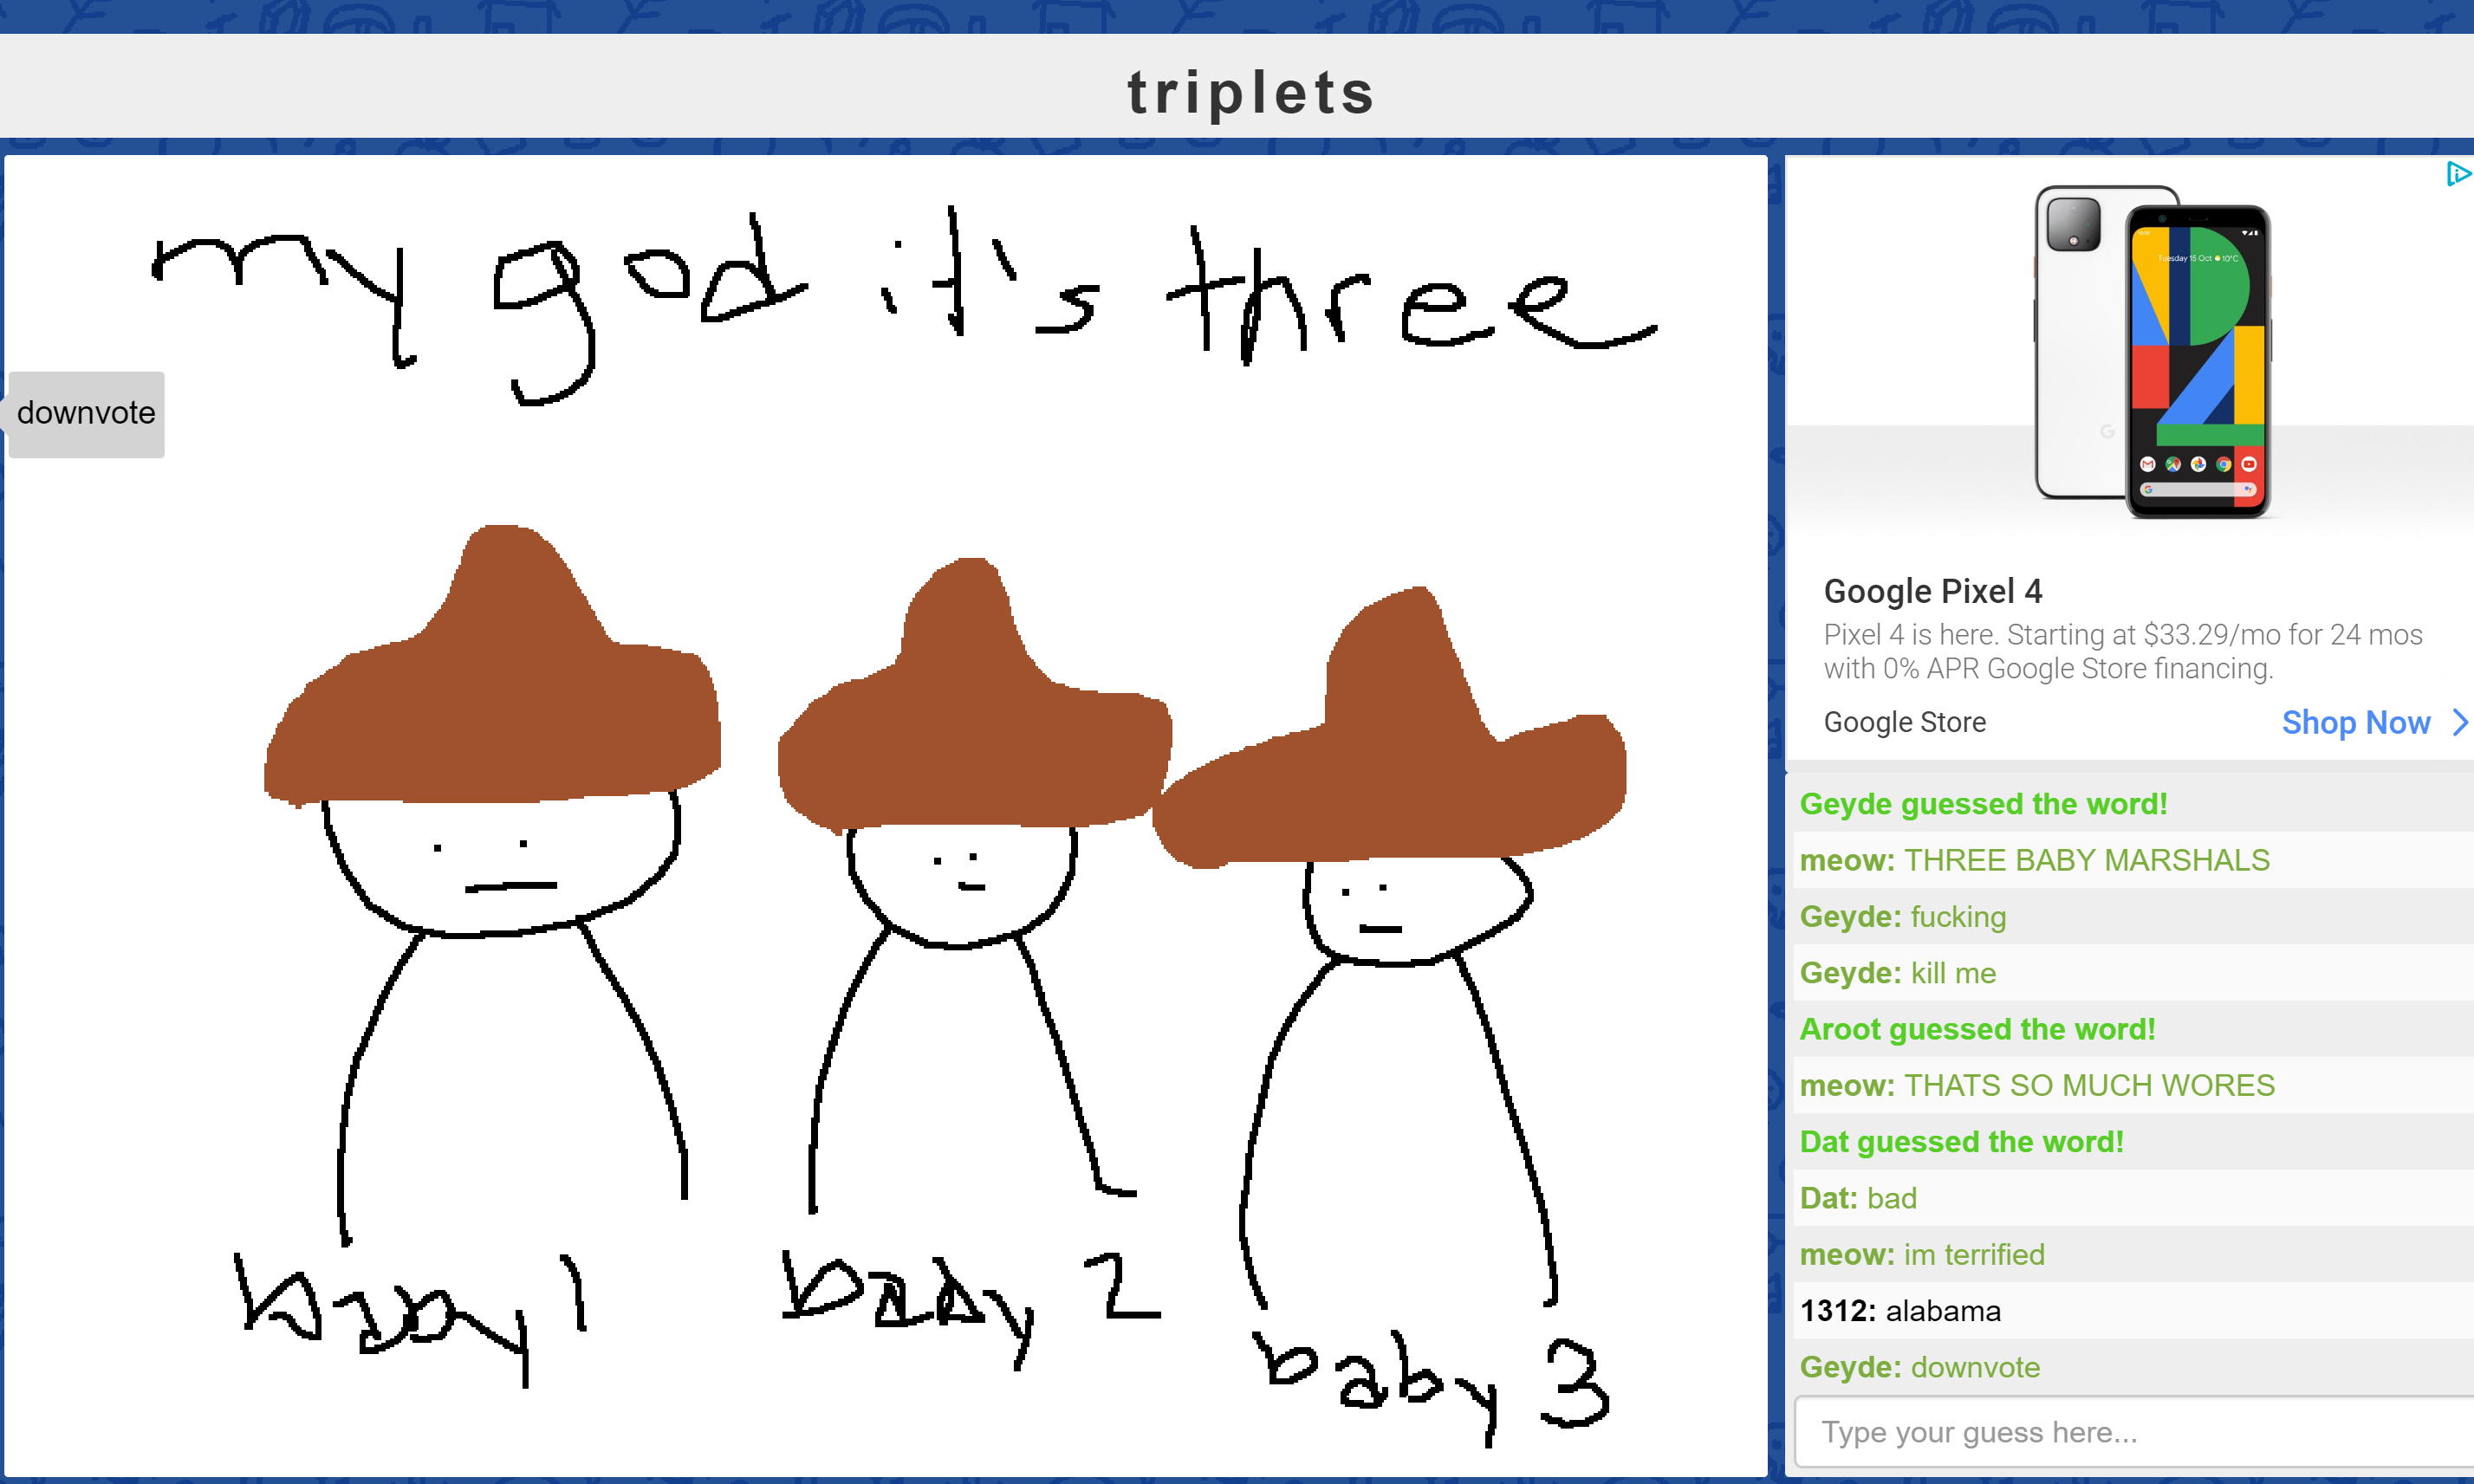 triplets
my god it's three
downvote
baby 1
baby 2
baby 3
Tuesday 15 Oct 10°C
G
Google Pixel 4
Pixel 4 is here. Starting at $33.29/mo for 24 mos
with 0% APR Google Store financing.
Google Store
Shop Now
Geyde guessed the word!
meow: THREE BABY MARSHALS
Geyde: fucking
Geyde: kill me
Aroot guessed the word!
meow: THATS SO MUCH WORES
Dat guessed the word!
Dat: bad
meow: im terrified
1312: alabama
Geyde: downvote
Type your guess here...